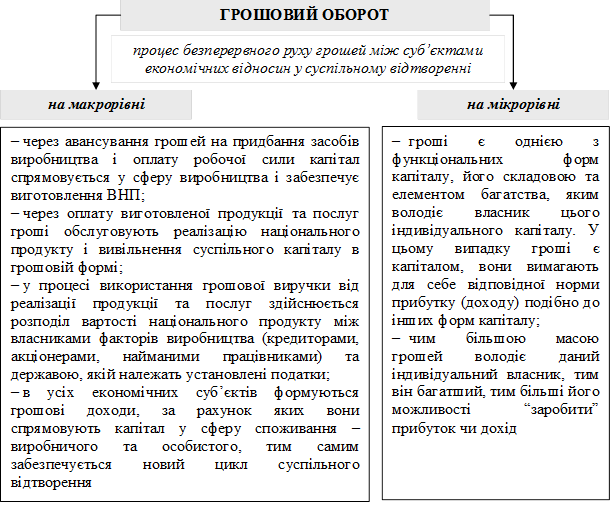 ГРОШОВИЙ ОБОРОТ
процес безперервного руху грошей між суб’єктами
економічних відносин у суспільному відтворенні
на макрорівні
– через авансування грошей на придбання засобів
виробництва і оплату робочої сили капітал
спрямовується у сферу виробництва і забезпечує
виготовлення ВНП;
– через оплату виготовленої продукції та послуг
гроші обслуговують реалізацію національного
продукту і вивільнення суспільного капіталу в
грошовій формі;
– у процесі використання грошової виручки від
реалізації продукції та послуг здійснюється
розподіл вартості національного продукту між
власниками факторів виробництва (кредиторами,
акціонерами, найманими працівниками) та
державою, якій належать установлені податки;
– в усіх економічних суб’єктів формуються
грошові доходи, за рахунок яких вони
спрямовують капітал у сферу споживання –
виробничого та особистого, тим самим
забезпечується новий цикл суспільного
відтворення
на мікрорівні
– гроші є однією з
функціональних форм
капіталу, його складовою та
елементом багатства, яким
володіє власник цього
індивідуального капіталу. У
цьому випадку гроші є
капіталом, вони вимагають
для себе відповідної норми
прибутку (доходу) подібно до
інших форм капіталу;
– чим більшою масою
грошей володіє даний
індивідуальний власник, тим
він багатший, тим більші його
можливості “заробити”
прибуток чи дохід